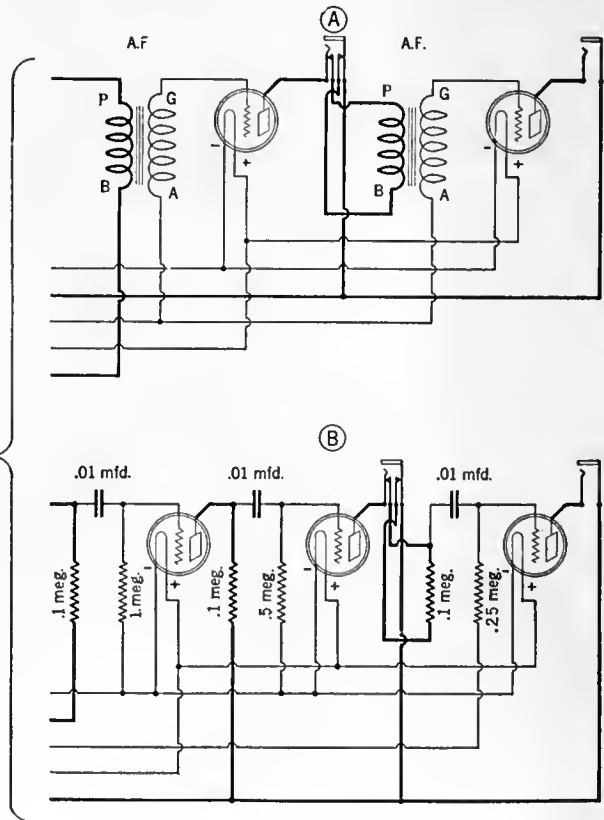 A
A.F
A.F.
P
G
B
A
-
+
P
G
B
A
-
+
B
.01 mfd.
.01 mfd.
.01 mfd.
.1 meg.
1. meg.
-
+
.1 meg.
.5 meg.
-
+
.1 meg.
.25 meg.
-
+